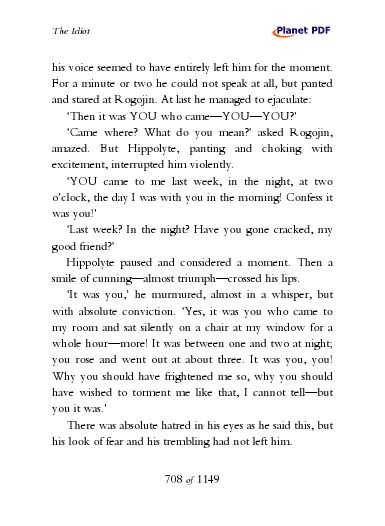 The Idiot
Planet PDF
his voice seemed to have entirely left him for the moment.
For a minute or two he could not speak at all, but panted
and stared at Rogojin. At last he managed to ejaculate:
‘Then it was YOU who came—YOU—YOU?’
‘Came where? What do you mean?’ asked Rogojin,
amazed. But Hippolyte, panting and choking with
excitement, interrupted him violently.
‘YOU came to me last week, in the night, at two
o’clock, the day I was with you in the morning! Confess it
was you!’
‘Last week? In the night? Have you gone cracked, my
good friend?’
Hippolyte paused and considered a moment. Then a
smile of cunning—almost triumph—crossed his lips.
‘It was you,’ he murmured, almost in a whisper, but
with absolute conviction. ‘Yes, it was you who came to
my room and sat silently on a chair at my window for a
whole hour—more! It was between one and two at night;
you rose and went out at about three. It was you, you!
Why you should have frightened me so, why you should
have wished to torment me like that, I cannot tell—but
you it was.’
There was absolute hatred in his eyes as he said this, but
his look of fear and his trembling had not left him.
708 of 1149